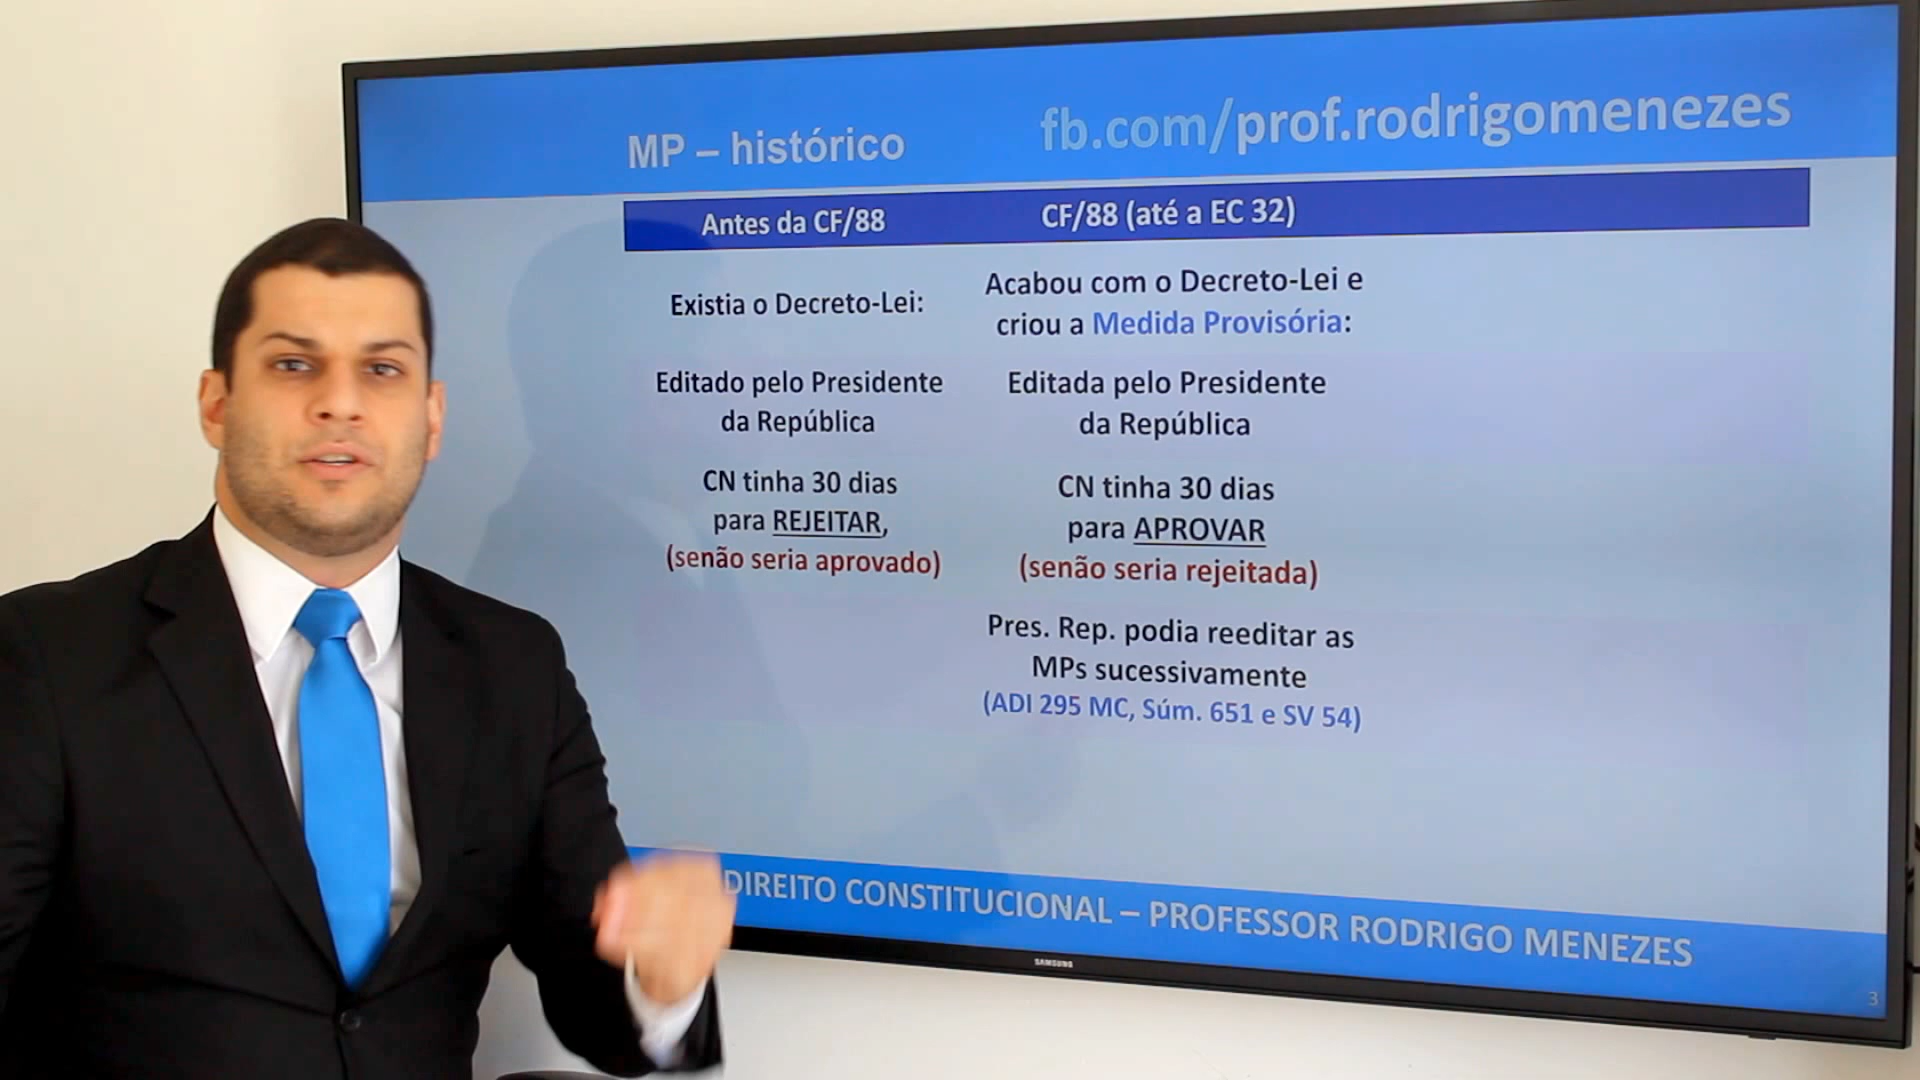 MP – histórico
fb.com/prof.rodrigomenezes
Antes da CF/88
CF/88 (até a EC 32)
Existia o Decreto-Lei:
Editado pelo Presidente
da República
CN tinha 30 dias
para REJEITAR,
(senão seria aprovado)
Acabou com o Decreto-Lei e
criou a Medida Provisória:
Editada pelo Presidente
da República
CN tinha 30 dias
para APROVAR
(senão seria rejeitada)
Pres. Rep. podia reeditar as
MPs sucessivamente
(ADI 295 MC, Súm. 651 e SV 54)
DIREITO CONSTITUCIONAL – PROFESSOR RODRIGO MENEZES
3
SAMSUNG